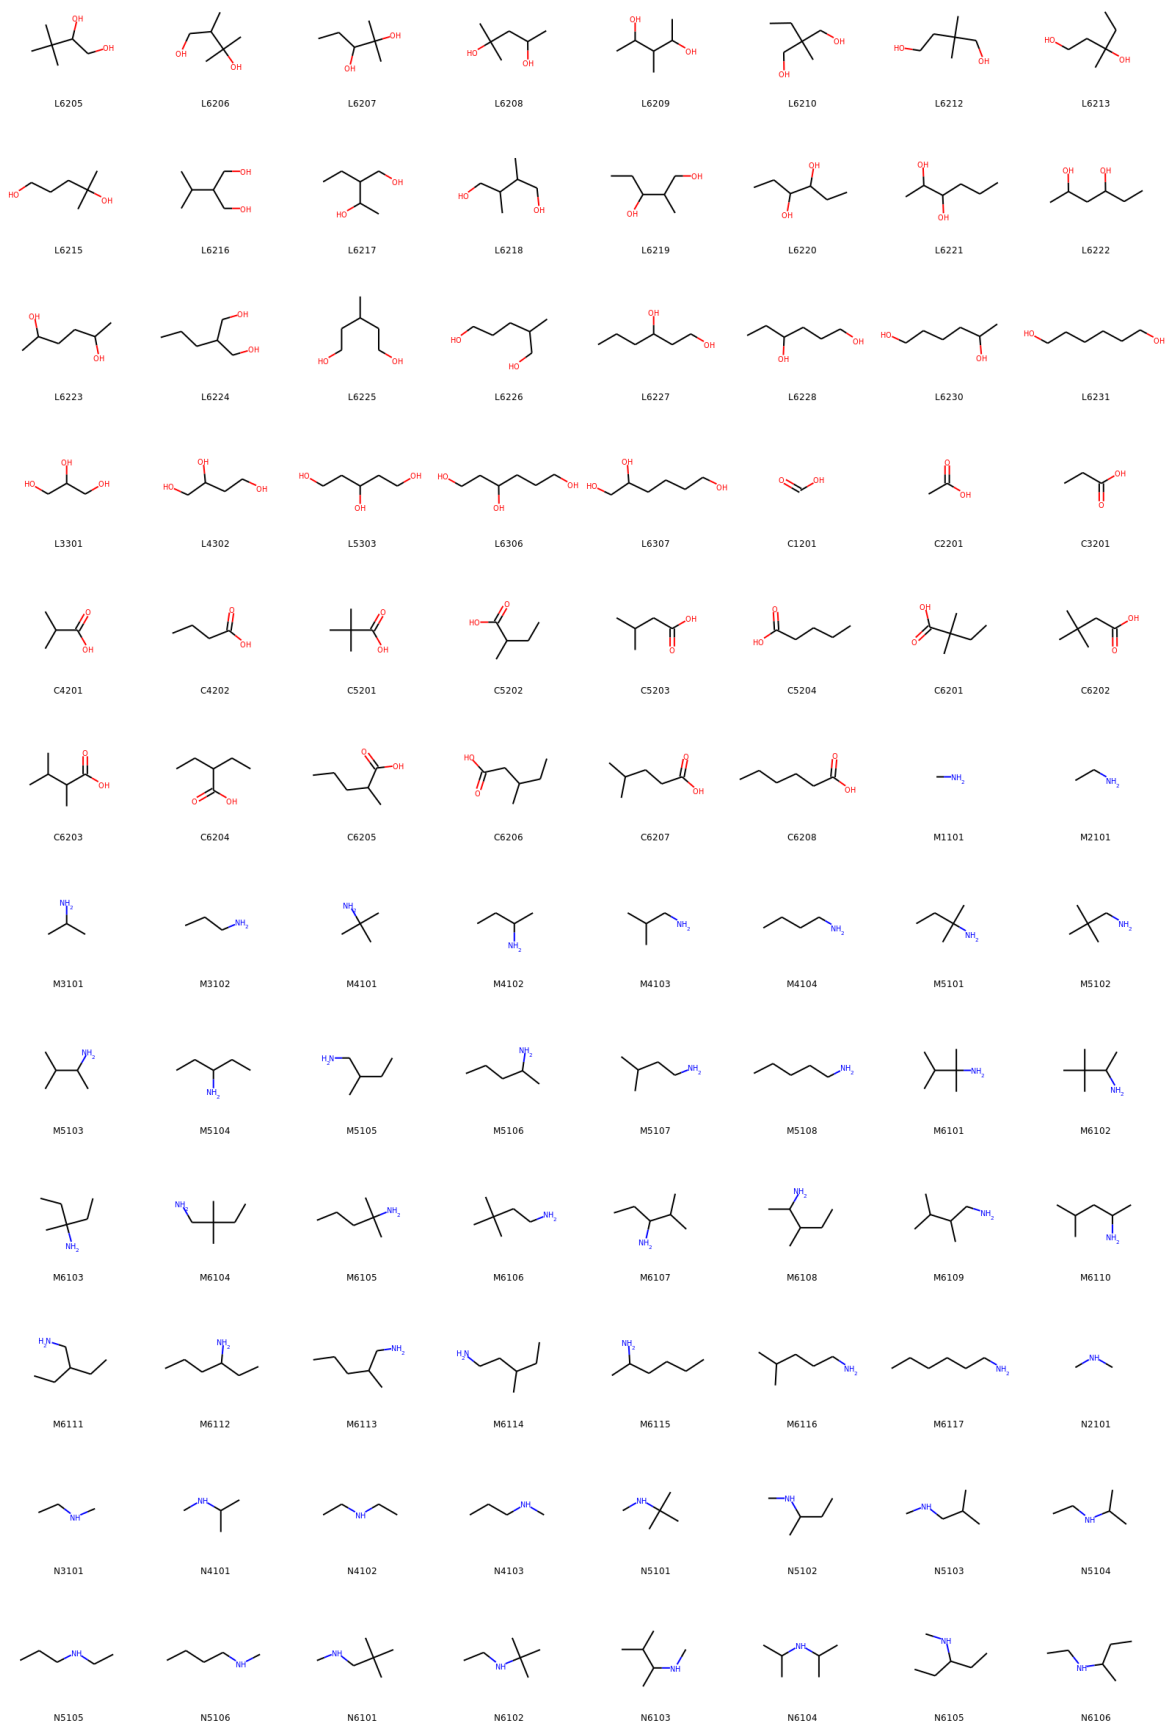 OH
OH
OH
OH
OH
OH
HO
OH
OH
OH
OH
OH
HO
OH
HO
OH
L6205 L6206 L6207 L6208 L6209 L6210 L6212 L6213
HO
OH
OH
OH
OH
HO
HO
OH
OH
HO
OH
OH
OH
OH
OH
OH
L6215 L6216 L6217 L6218 L6219 L6220 L6221 L6222
OH
OH
OH
OH
HO
OH
HO
HO
OH
OH
OH
OH
HO
OH
HO
OH
L6223 L6224 L6225 L6226 L6227 L6228 L6230 L6231
HO
OH
OH
HO
OH
OH
HO
OH
OH
HO
OH
OH
HO
OH
OH
O
OH
O
OH
OH
O
L3301 L4302 L5303 L6306 L6307 C1201 C2201 C3201
O
OH
O
OH
O
OH
HO
O
OH
O
O
HO
OH
O
OH
O
C4201 C4202 C5201 C5202 C5203 C5204 C6201 C6202
O
OH
O
OH
O
OH
HO
O
O
OH
O
OH
NH2
NH2
C6203 C6204 C6205 C6206 C6207 C6208 M1101 M2101
NH2
NH2
NH2
NH2
NH2
NH2
NH2
NH2
M3101 M3102 M4101 M4102 M4103 M4104 M5101 M5102
NH2
NH2
H2N
NH2
NH2
NH2
NH2
NH2
M5103 M5104 M5105 M5106 M5107 M5108 M6101 M6102
NH2
NH2
NH2
NH2
NH2
NH2
NH2
NH2
M6103 M6104 M6105 M6106 M6107 M6108 M6109 M6110
H2N
NH2
NH2
H2N
NH2
NH2
NH2
NH
M6111 M6112 M6113 M6114 M6115 M6116 M6117 N2101
NH
NH
NH
NH
NH
NH
NH
NH
N3101 N4101 N4102 N4103 N5101 N5102 N5103 N5104
NH
NH
NH
NH
NH
NH
NH
NH
N5105 N5106 N6101 N6102 N6103 N6104 N6105 N6106